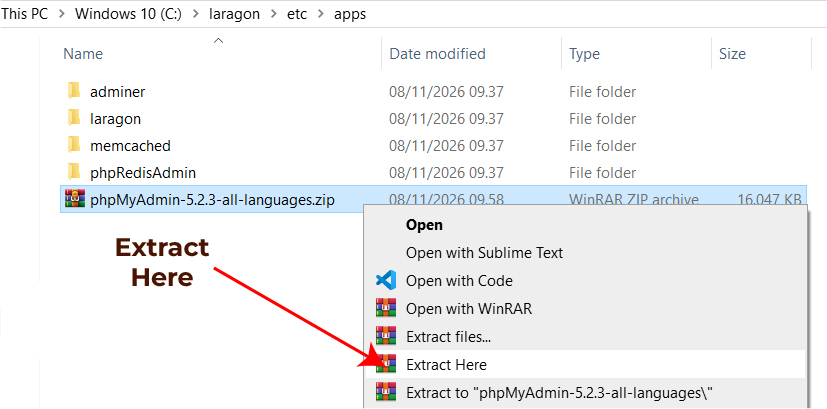 This PC > Windows 10 (C:) > laragon > etc > apps
Name Date modified Type Size
adminer 08/11/2026 09.37 File folder
laragon 08/11/2026 09.37 File folder
memcached 08/11/2026 09.37 File folder
phpRedisAdmin 08/11/2026 09.37 File folder
phpMyAdmin-5.2.3-all-languages.zip 08/11/2026 09.58 WinRAR ZIP archive 16.047 KB
Open
Open with Sublime Text
Open with Code
Open with WinRAR
Extract files...
Extract Here
Extract to "phpMyAdmin-5.2.3-all-languages\"
Extract
Here